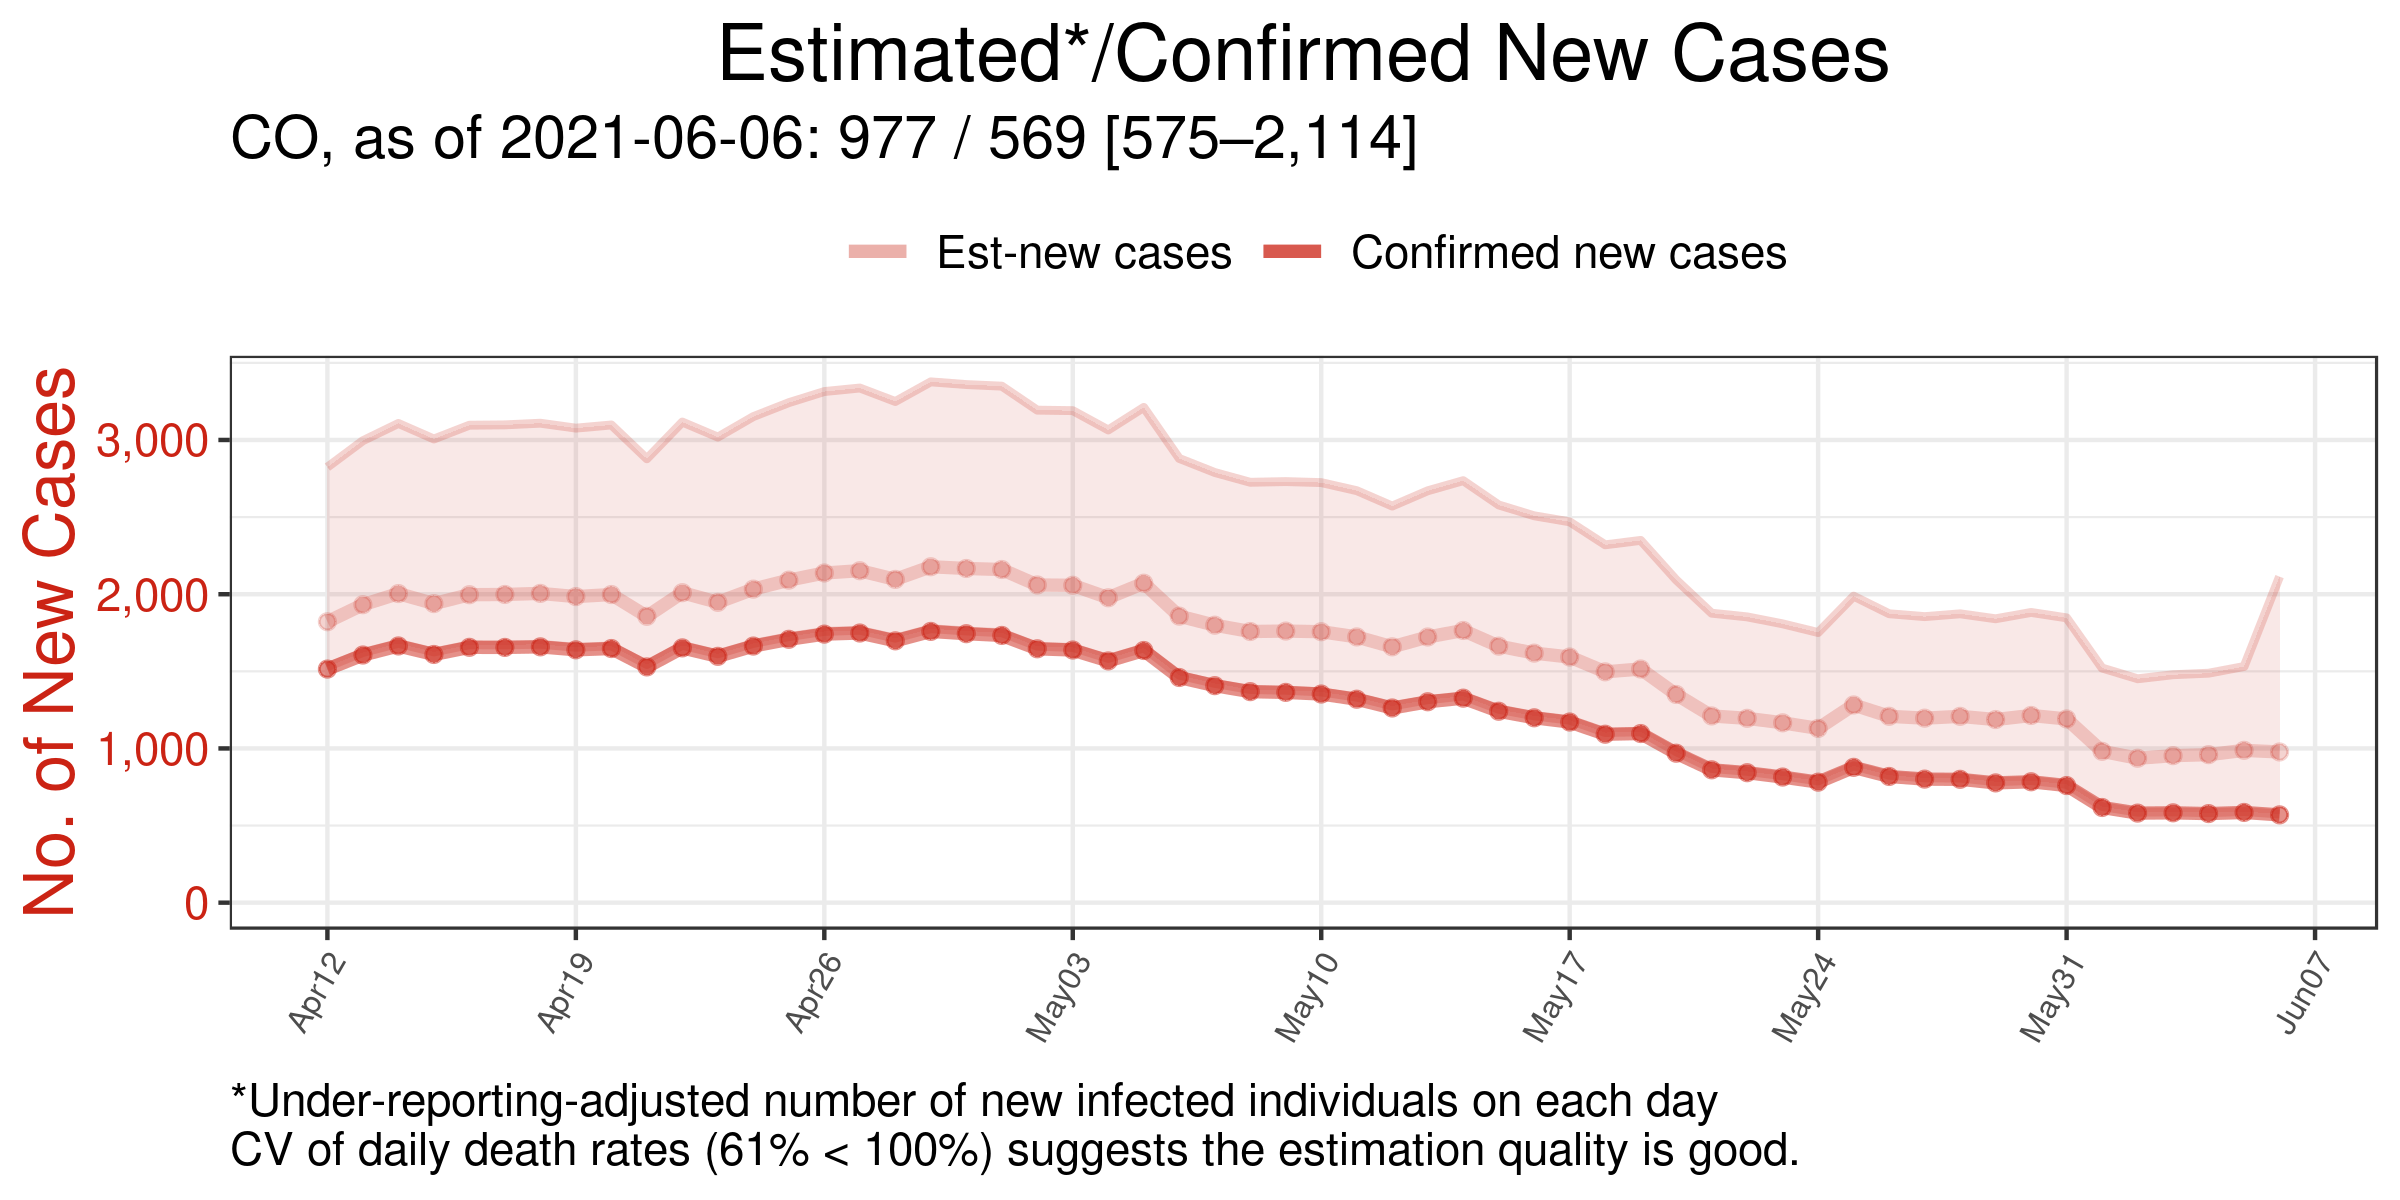 Estimated*/Confirmed New Cases
CO, as of 2021-06-06: 977 / 569 [575–2,114]
Est-new cases
Confirmed new cases
No. of New Cases
3,000
2,000
1,000
0
Apr12
Apr19
Apr26
May03
May10
May17
May24
May31
Jun07
*Under-reporting-adjusted number of new infected individuals on each day
CV of daily death rates (61% < 100%) suggests the estimation quality is good.